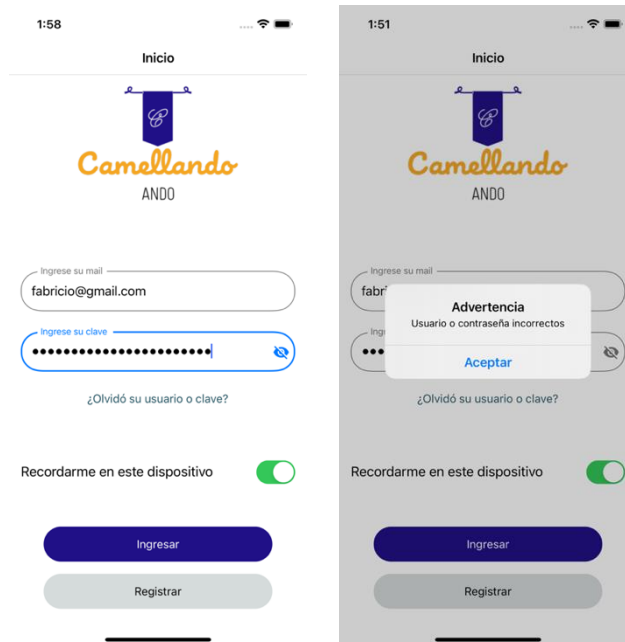 1:58
Inicio
Camellando
ANDO
Ingrese su mail
fabricio@gmail.com
Ingrese su clave
••••••••••••••••••••••••
¿Olvidó su usuario o clave?
Recordarme en este dispositivo
Ingresar
Registrar
1:51
Inicio
Camellando
ANDO
Ingrese su mail
fabr
Advertencia
Usuario o contraseña incorrectos
Ing
•••
Aceptar
¿Olvidó su usuario o clave?
Recordarme en este dispositivo
Ingresar
Registrar